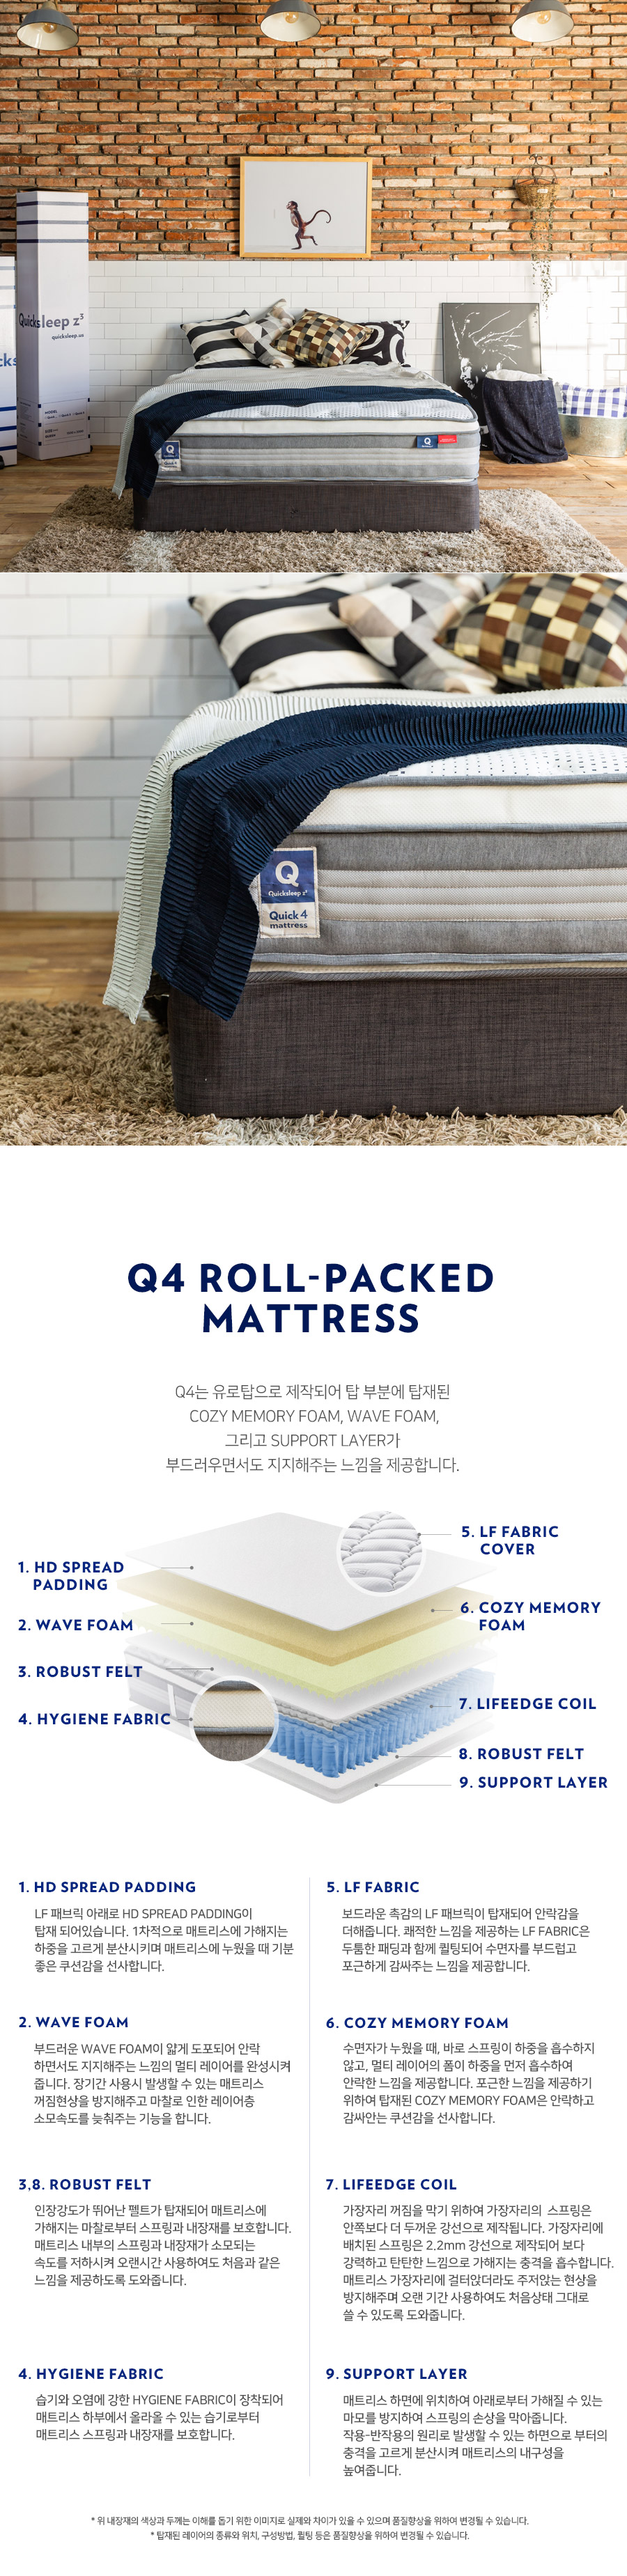 Quicksleep z³
quicksleep.co
cks
Q
Q
Q
Quicksleep z³
Quick 4
mattress
Q4 ROLL-PACKED
MATTRESS
Q4는 유로탑으로 제작되어 탑 부분에 탑재된
COZY MEMORY FOAM, WAVE FOAM,
그리고 SUPPORT LAYER가
부드러우면서도 지지해주는 느낌을 제공합니다.
1. HD SPREAD
PADDING
2. WAVE FOAM
3. ROBUST FELT
4. HYGIENE FABRIC
5. LF FABRIC
COVER
6. COZY MEMORY
FOAM
7. LIFEEDGE COIL
8. ROBUST FELT
9. SUPPORT LAYER
1. HD SPREAD PADDING
LF 패브릭 아래로 HD SPREAD PADDING이
탑재 되어있습니다. 1차적으로 매트리스에 가해지는
하중을 고르게 분산시키며 매트리스에 누웠을 때 기분
좋은 쿠션감을 선사합니다.
2. WAVE FOAM
부드러운 WAVE FOAM이 얇게 도포되어 안락
하면서도 지지해주는 느낌의 멀티 레이어를 완성시켜
줍니다. 장기간 사용시 발생할 수 있는 매트리스
꺼짐현상을 방지해주고 마찰로 인한 레이어층
소모속도를 늦춰주는 기능을 합니다.
3,8. ROBUST FELT
인장강도가 뛰어난 펠트가 탑재되어 매트리스에
가해지는 마찰로부터 스프링과 내장재를 보호합니다.
매트리스 내부의 스프링과 내장재가 소모되는
속도를 저하시켜 오랜시간 사용하여도 처음과 같은
느낌을 제공하도록 도와줍니다.
4. HYGIENE FABRIC
습기와 오염에 강한 HYGIENE FABRIC이 장착되어
매트리스 하부에서 올라올 수 있는 습기로부터
매트리스 스프링과 내장재를 보호합니다.
5. LF FABRIC
보드라운 촉감의 LF 패브릭이 탑재되어 안락감을
더해줍니다. 쾌적한 느낌을 제공하는 LF FABRIC은
두툼한 패딩과 함께 퀼팅되어 수면자를 부드럽고
포근하게 감싸주는 느낌을 제공합니다.
6. COZY MEMORY FOAM
수면자가 누웠을 때, 바로 스프링이 하중을 흡수하지
않고, 멀티 레이어의 폼이 하중을 먼저 흡수하여
안락한 느낌을 제공합니다. 포근한 느낌을 제공하기
위하여 탑재된 COZY MEMORY FOAM은 안락하고
감싸안는 쿠션감을 선사합니다.
7. LIFEEDGE COIL
가장자리 꺼짐을 막기 위하여 가장자리의 스프링은
안쪽보다 더 두꺼운 강선으로 제작됩니다. 가장자리에
배치된 스프링은 2.2mm 강선으로 제작되어 보다
강력하고 탄탄한 느낌으로 가해지는 충격을 흡수합니다.
매트리스 가장자리에 걸터앉더라도 주저앉는 현상을
방지해주며 오랜 기간 사용하여도 처음상태 그대로
쓸 수 있도록 도와줍니다.
9. SUPPORT LAYER
매트리스 하면에 위치하여 아래로부터 가해질 수 있는
마모를 방지하여 스프링의 손상을 막아줍니다.
작용-반작용의 원리로 발생할 수 있는 하면으로 부터의
충격을 고르게 분산시켜 매트리스의 내구성을
높여줍니다.
* 위 내장재의 색상과 두께는 이해를 돕기 위한 이미지로 실제와 차이가 있을 수 있으며 품질향상을 위하여 변경될 수 있습니다.
* 탑재된 레이어의 종류와 위치, 구성방법, 퀼팅 등은 품질향상을 위하여 변경될 수 있습니다.